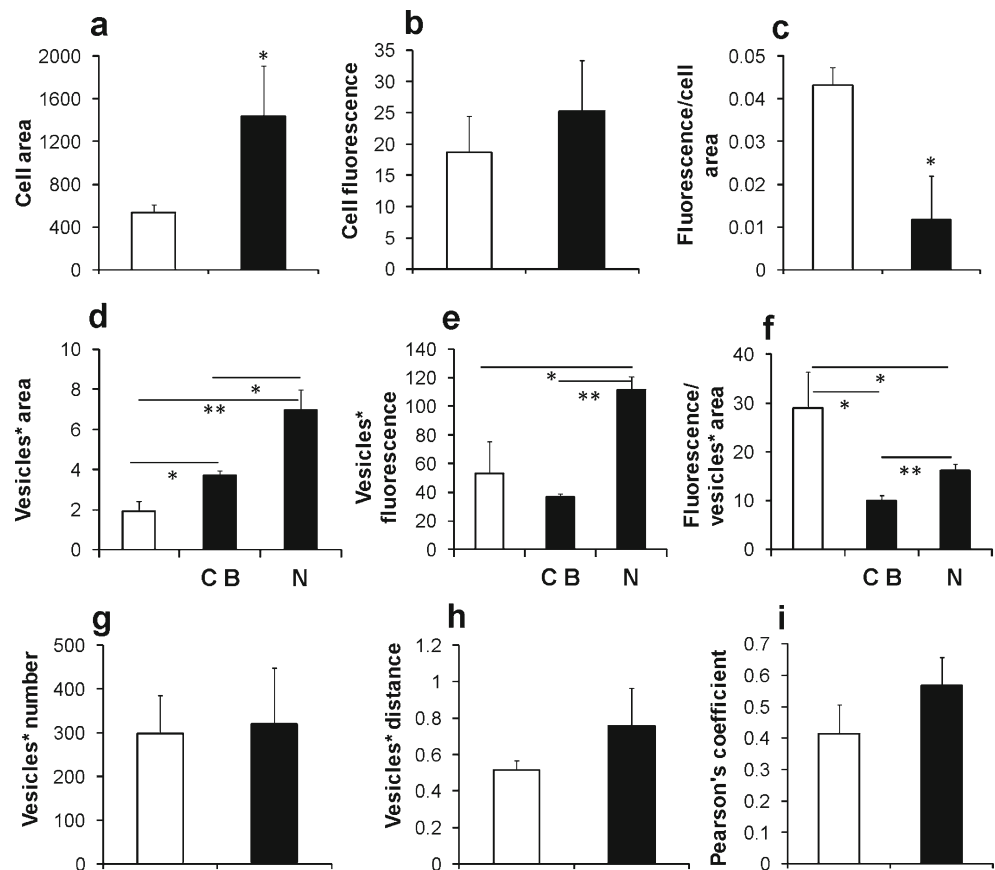 a
Cell area
2000
1600
1200
800
400
0
*
b
Cell fluorescence
35
30
25
20
15
10
5
0
c
Fluorescence/cell
area
0.05
0.04
0.03
0.02
0.01
0
*
d
Vesicles* area
10
8
6
4
2
0
*
**
*
C B
N
e
Vesicles*
fluorescence
140
120
100
80
60
40
20
0
*
**
C B
N
f
Fluorescence/
vesicles* area
40
30
20
10
0
*
*
**
C B
N
g
Vesicles* number
500
400
300
200
100
0
h
Vesicles* distance
1.2
1
0.8
0.6
0.4
0.2
0
i
Pearson's coefficient
0.7
0.6
0.5
0.4
0.3
0.2
0.1
0